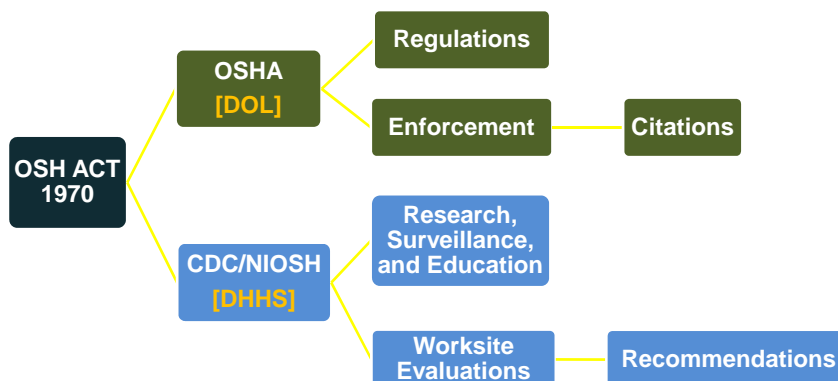 OSH ACT
1970
OSHA
[DOL]
Regulations
Enforcement
Citations
CDC/NIOSH
[DHHS]
Research,
Surveillance,
and Education
Worksite
Evaluations
Recommendations